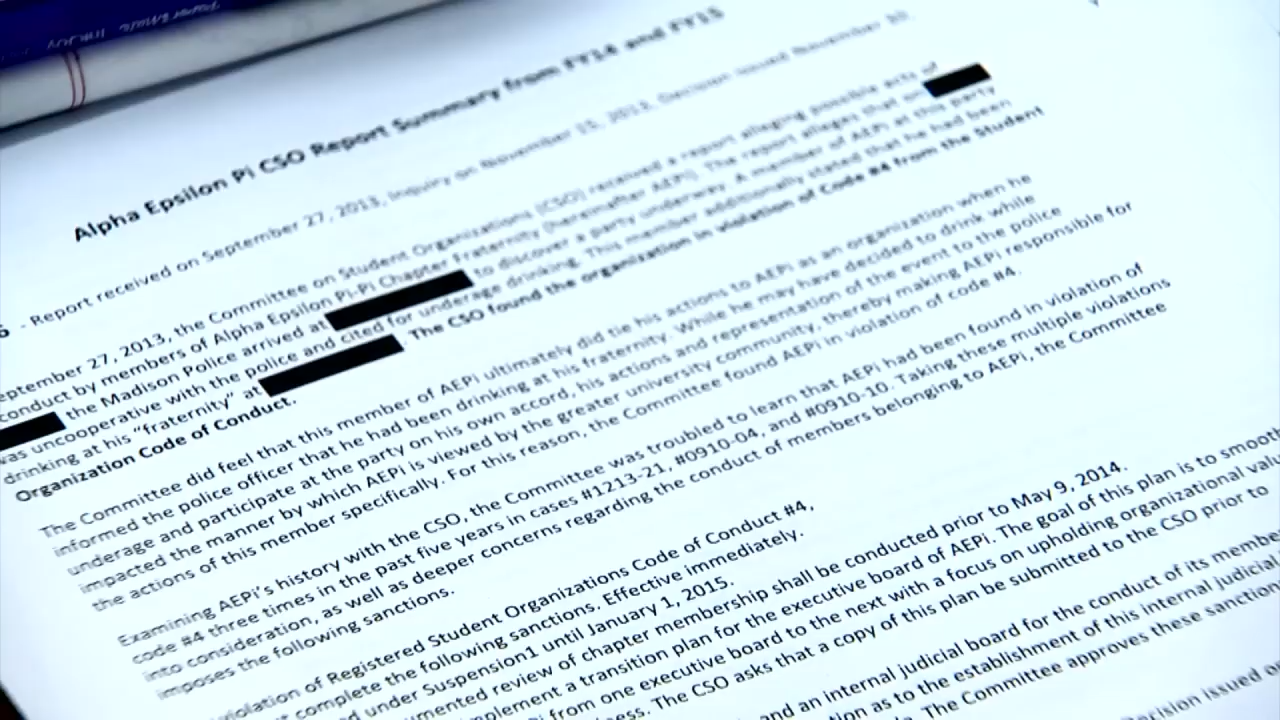 Alpha Epsilon Pi CSO Report Summary from FY14 and FY15
- Report received on September 27, 2013, Inquiry on November 15, 2013, Decision issued November
eptember 27, 2013, the Committee on Student Organizations (CSO) received a report alleging possible acts of
conduct by members of Alpha Epsilon Pi-Pi Chapter Fraternity (hereinafter AEPi). The report alleges that on
the Madison Police arrived at to discover a party underway. A member of AEPi at this party
was uncooperative with the police and cited for underage drinking. This member additionally stated that he had been
drinking at his "fraternity" at . The CSO found the organization in violation of Code #4 from the Student
Organization Code of Conduct.
The Committee did feel that this member of AEPi ultimately did tie his actions to AEPi as an organization when he
informed the police officer that he had been drinking at his fraternity. While he may have decided to drink while
underage and participate at the party on his own accord, his actions and representation of the event to the police
impacted the manner by which AEPi is viewed by the greater university community, thereby making AEPi responsible for
the actions of this member specifically. For this reason, the Committee found AEPi in violation of code #4.
Examining AEPi's history with the CSO, the Committee was troubled to learn that AEPi had been found in violation of
code #4 three times in the past five years in cases #1213-21, #0910-04, and #0910-10. Taking these multiple violations
into consideration, as well as deeper concerns regarding the conduct of members belonging to AEPi, the Committee
imposes the following sanctions.
violation of Registered Student Organizations Code of Conduct #4,
complete the following sanctions. Effective immediately.
under Suspension1 until January 1, 2015.
umented review of chapter membership shall be conducted prior to May 9, 2014.
mplement a transition plan for the executive board of AEPi. The goal of this plan is to smooth
from one executive board to the next with a focus on upholding organizational valu
ness. The CSO asks that a copy of this plan be submitted to the CSO prior to
and an internal judicial board for the conduct of its membe
tion as to the establishment of this internal judicial
The Committee approves these sanction
Decision issued o